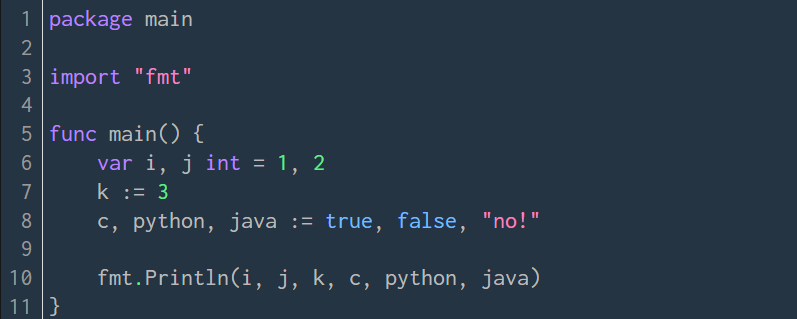 1 package main
2
3 import "fmt"
4
5 func main() {
6     var i, j int = 1, 2
7     k := 3
8     c, python, java := true, false, "no!"
9
10     fmt.Println(i, j, k, c, python, java)
11 }